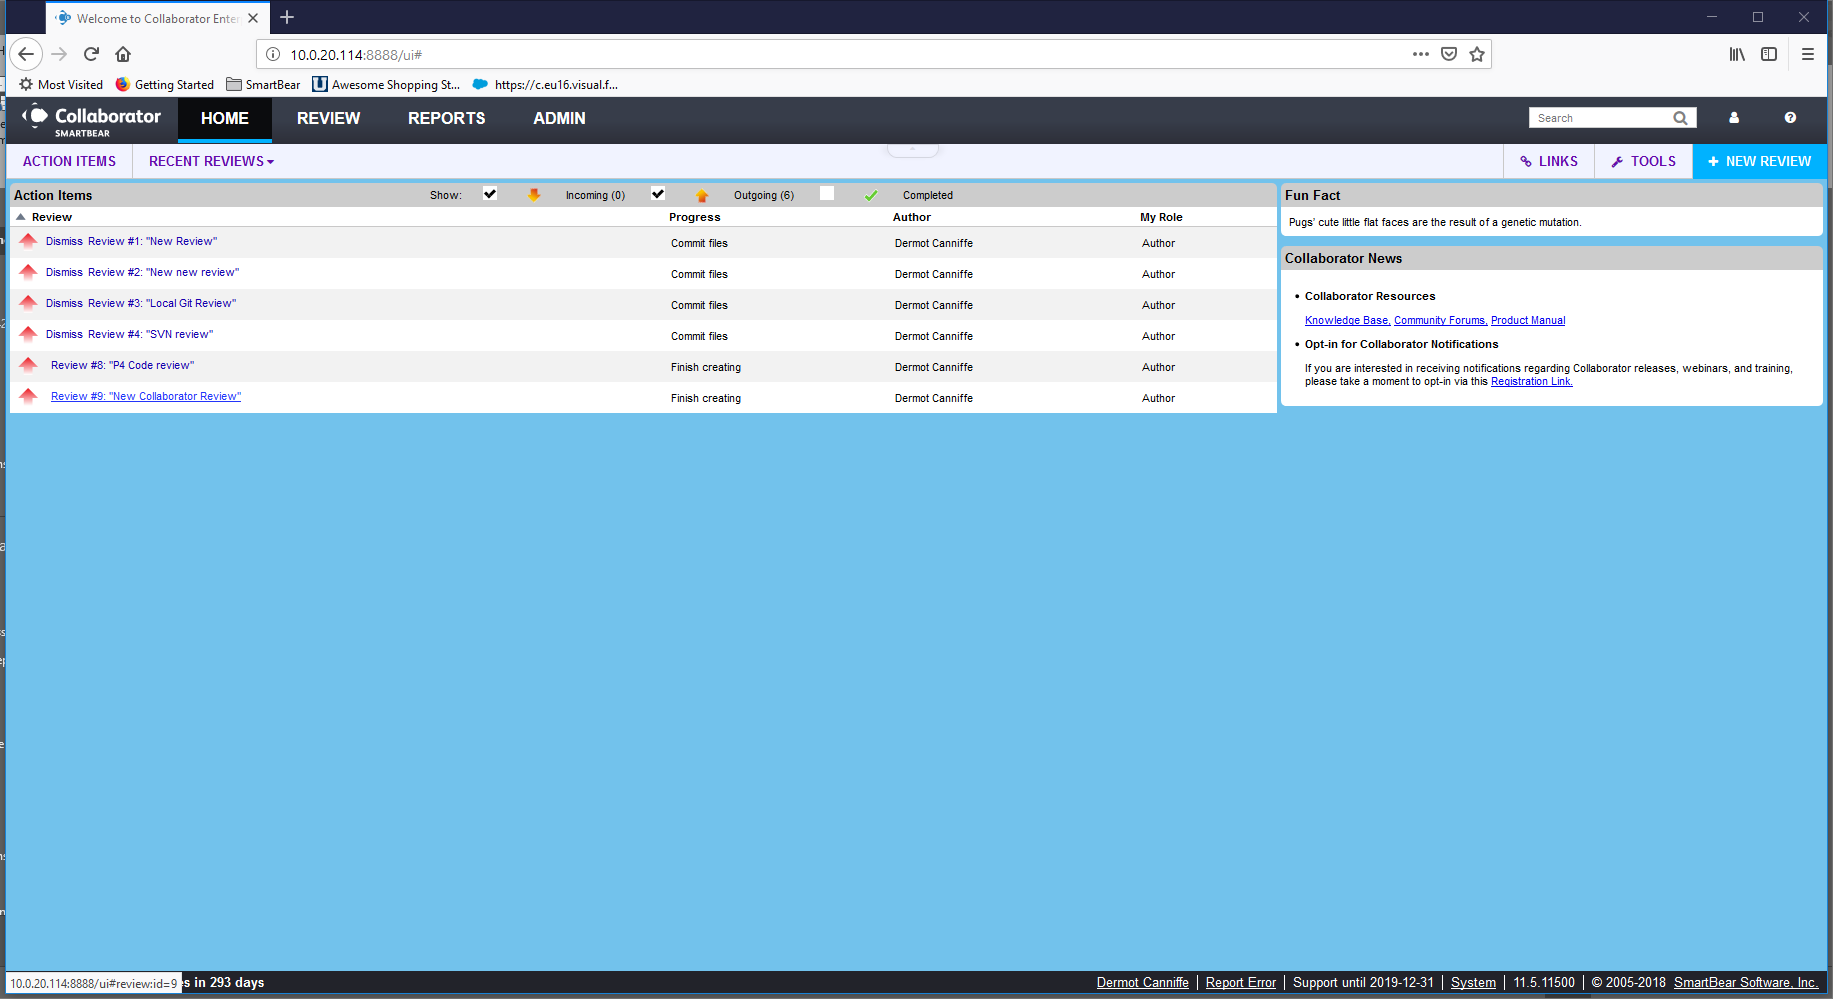 Welcome to Collaborator Enter
10.0.20.114:8888/ui#
Most Visited Getting Started SmartBear Awesome Shopping St... https://c.eu16.visual.f...
Collaborator
SMARTBEAR
HOME REVIEW REPORTS ADMIN
Search
ACTION ITEMS RECENT REVIEWS LINKS TOOLS + NEW REVIEW
Action Items Show: Incoming (0) Outgoing (6) Completed
Review Progress Author My Role
Dismiss Review #1: "New Review" Commit files Dermot Canniffe Author
Dismiss Review #2: "New new review" Commit files Dermot Canniffe Author
Dismiss Review #3: "Local Git Review" Commit files Dermot Canniffe Author
Dismiss Review #4: "SVN review" Commit files Dermot Canniffe Author
Review #8: "P4 Code review" Finish creating Dermot Canniffe Author
Review #9: "New Collaborator Review" Finish creating Dermot Canniffe Author
Fun Fact
Pugs' cute little flat faces are the result of a genetic mutation.
Collaborator News
• Collaborator Resources
Knowledge Base, Community Forums, Product Manual
• Opt-in for Collaborator Notifications
If you are interested in receiving notifications regarding Collaborator releases, webinars, and training,
please take a moment to opt-in via this Registration Link.
10.0.20.114:8888/ui#review:id=9 in 293 days
Dermot Canniffe | Report Error | Support until 2019-12-31 | System | 11.5.11500 | © 2005-2018 SmartBear Software, Inc.